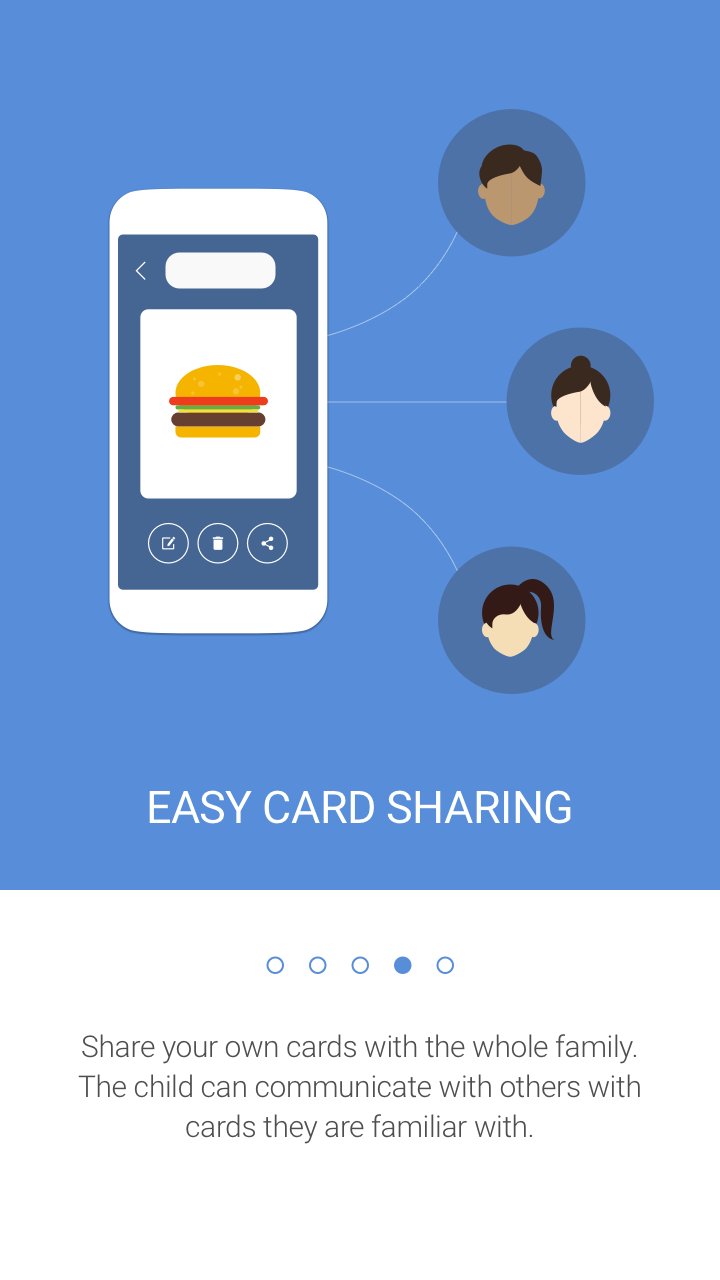 EASY CARD SHARING
Share your own cards with the whole family.
The child can communicate with others with
cards they are familiar with.